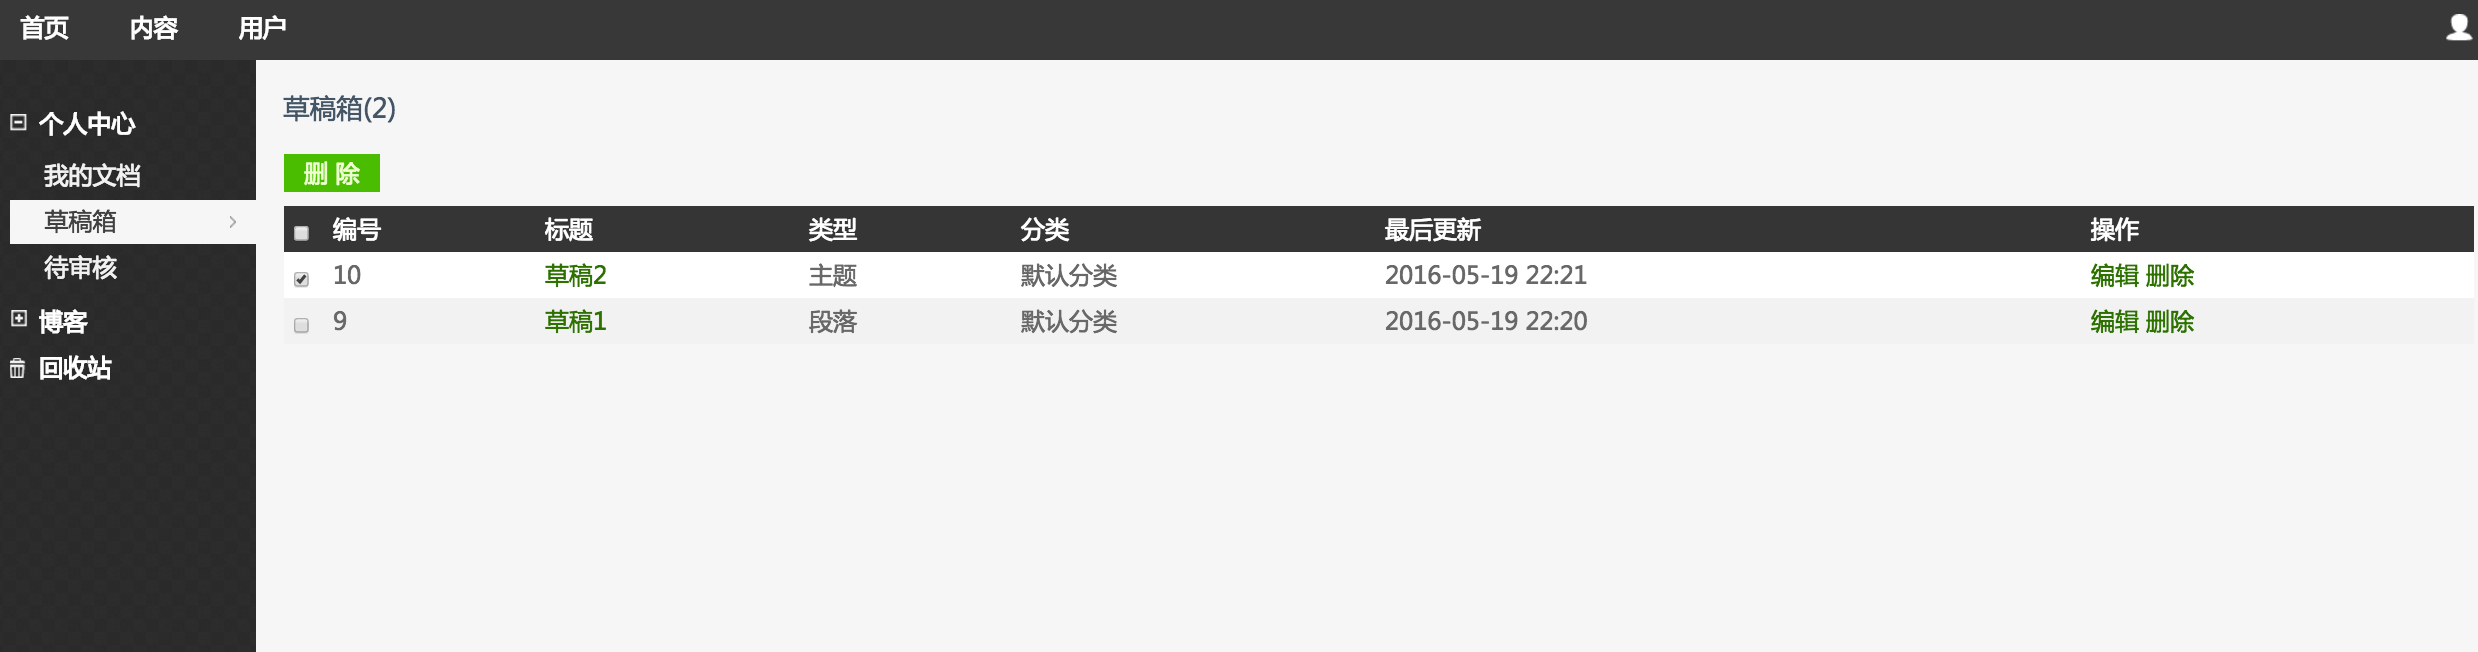 首页 内容 用户
个人中心
我的文档
草稿箱
待审核
博客
回收站
草稿箱(2)
删 除
编号 标题 类型 分类 最后更新 操作
10 草稿2 主题 默认分类 2016-05-19 22:21 编辑 删除
9 草稿1 段落 默认分类 2016-05-19 22:20 编辑 删除